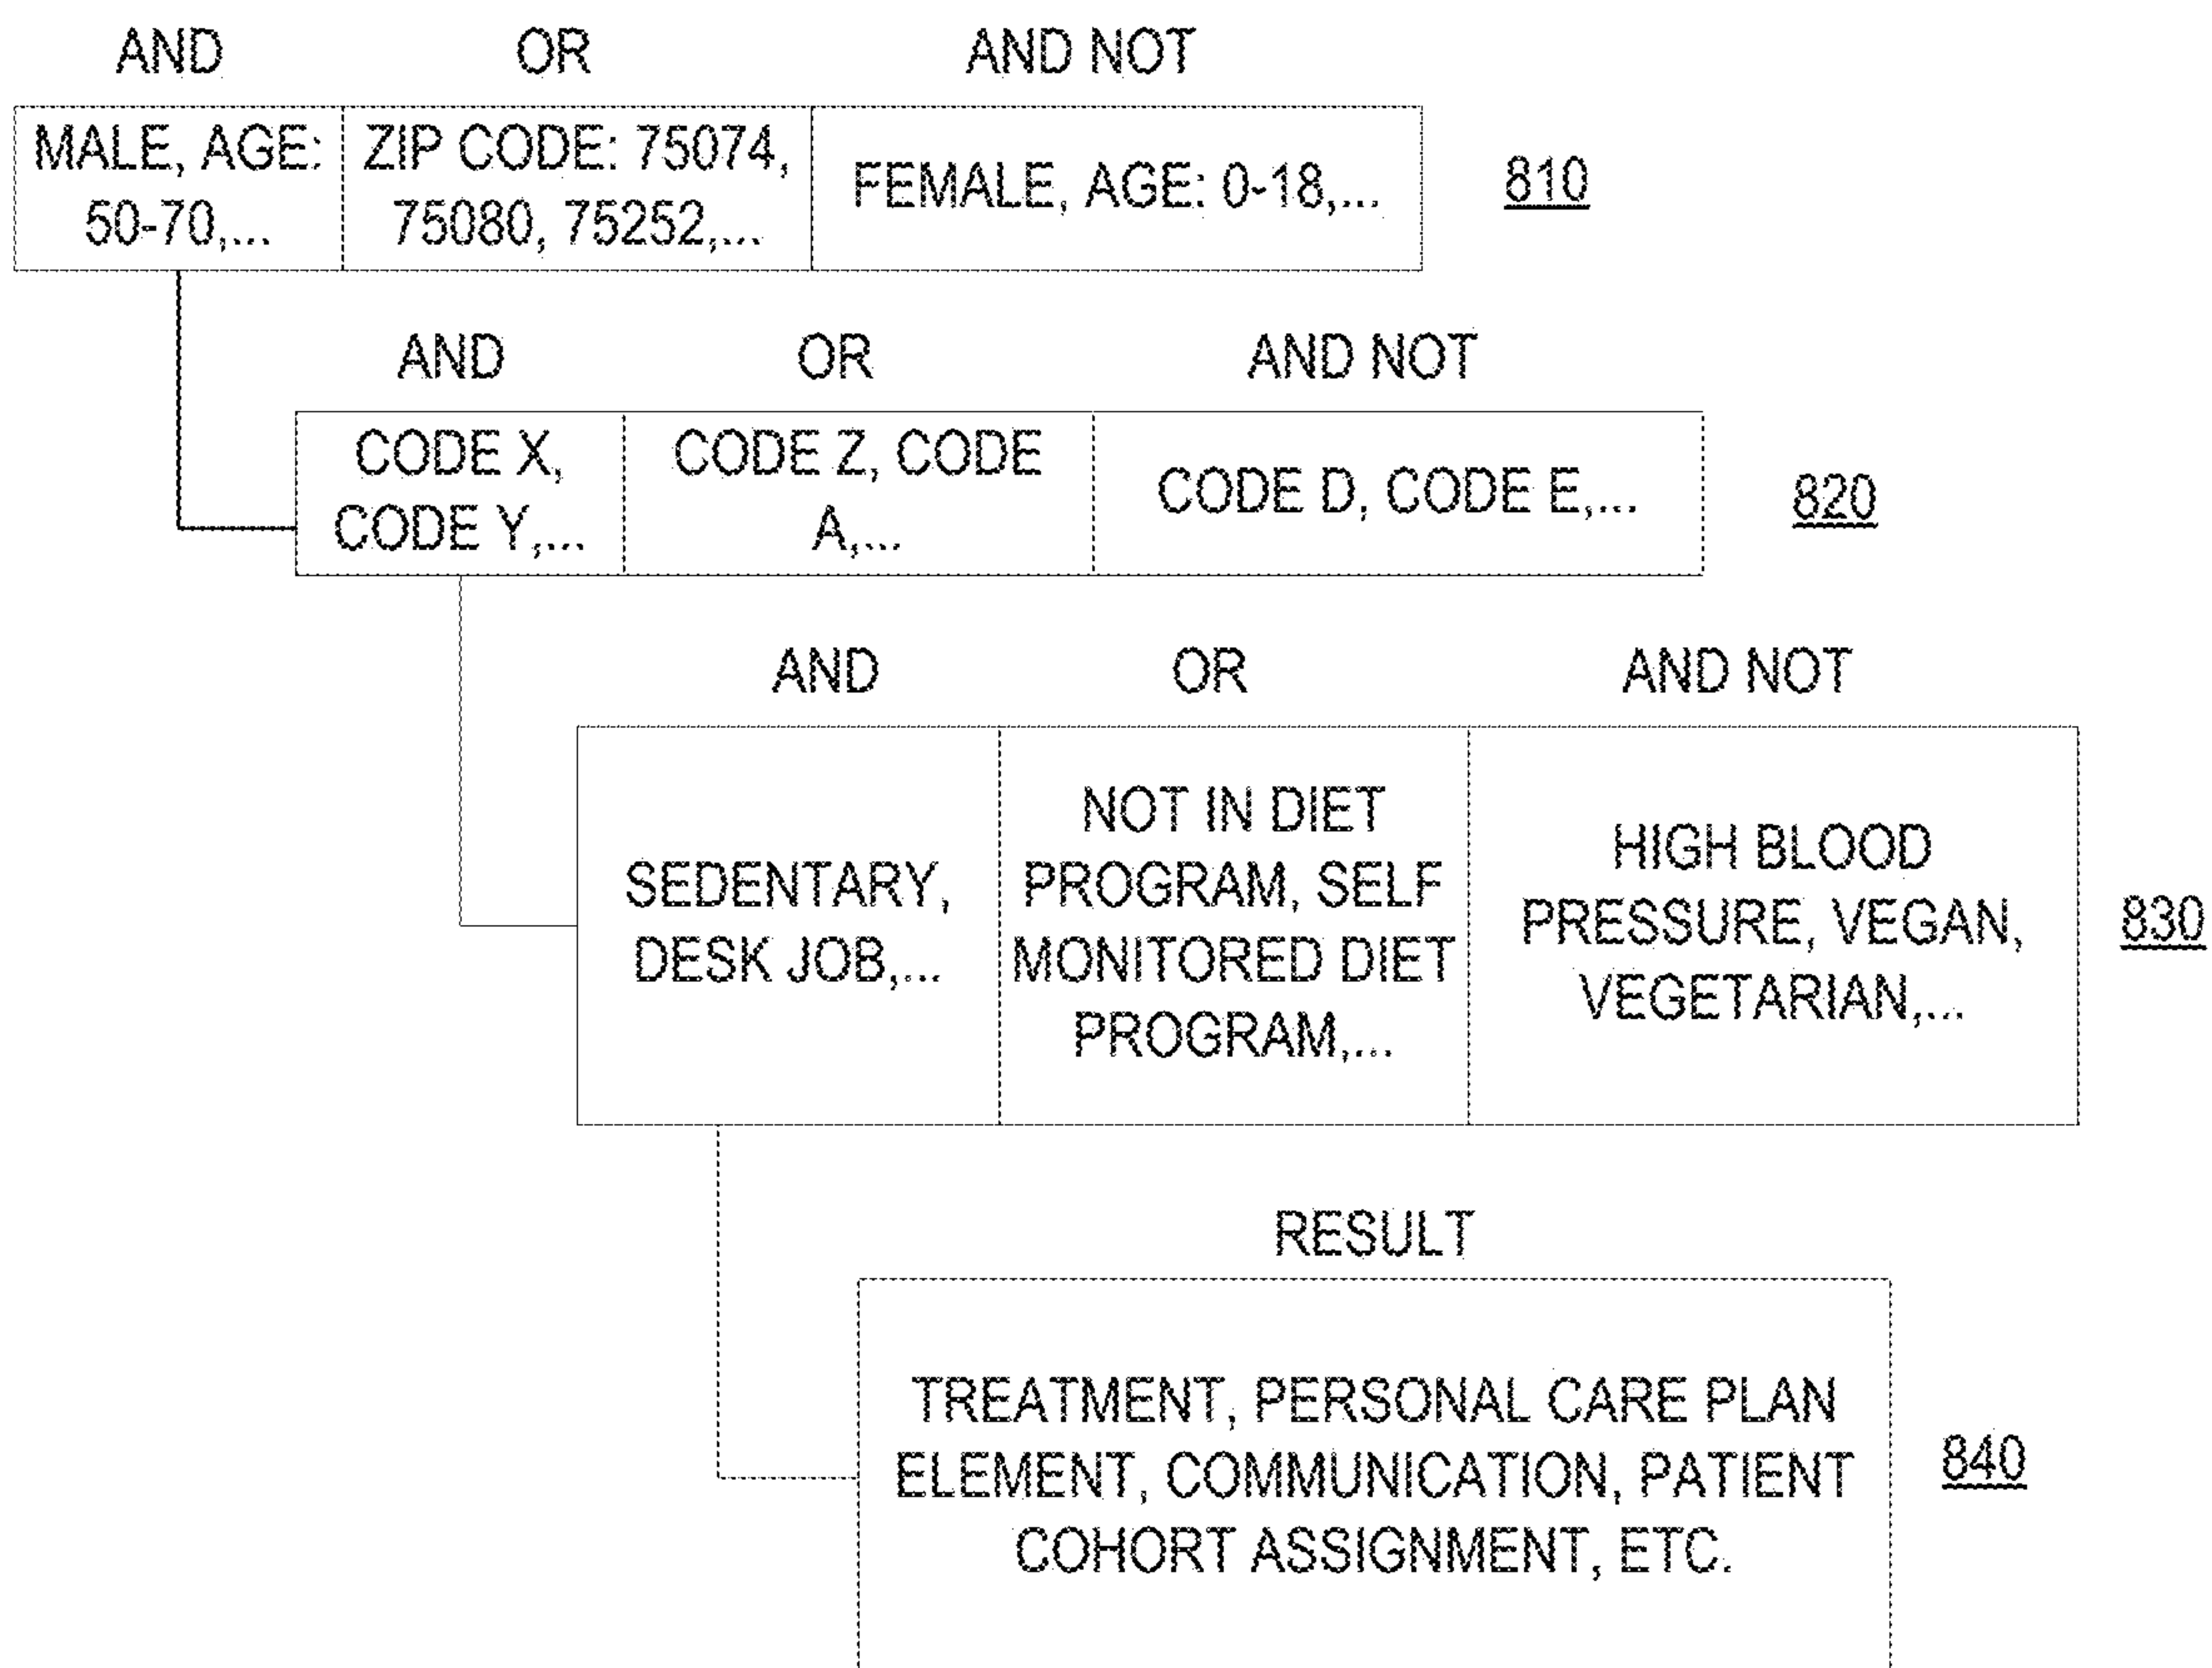 AND OR AND NOT
MALE, AGE: 50-70,...
ZIP CODE: 75074, 75080, 75252,...
FEMALE, AGE: 0-18,...
810
AND OR AND NOT
CODE X,
CODE Y,...
CODE Z, CODE
A,...
CODE D, CODE E,...
820
AND OR AND NOT
SEDENTARY,
DESK JOB,...
NOT IN DIET
PROGRAM, SELF
MONITORED DIET
PROGRAM,...
HIGH BLOOD
PRESSURE, VEGAN,
VEGETARIAN,...
830
RESULT
TREATMENT, PERSONAL CARE PLAN
ELEMENT, COMMUNICATION, PATIENT
COHORT ASSIGNMENT, ETC.
840